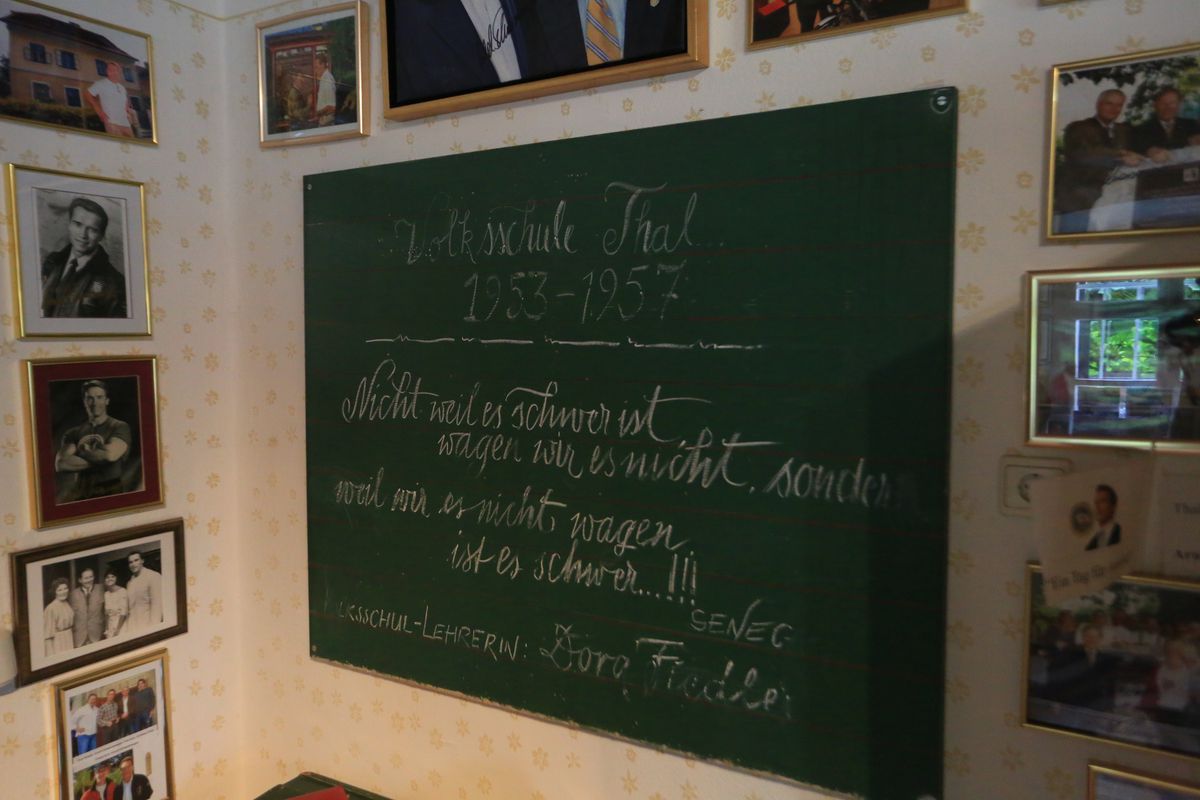 Volksschule Thal
1953-1957
Nicht weil es schwer ist,
wagen wir es nicht, sondern
weil wir es nicht, wagen
ist es schwer...!!!
SENEC
VOLKSSCHUL-LEHRERIN: Dora Fiedler